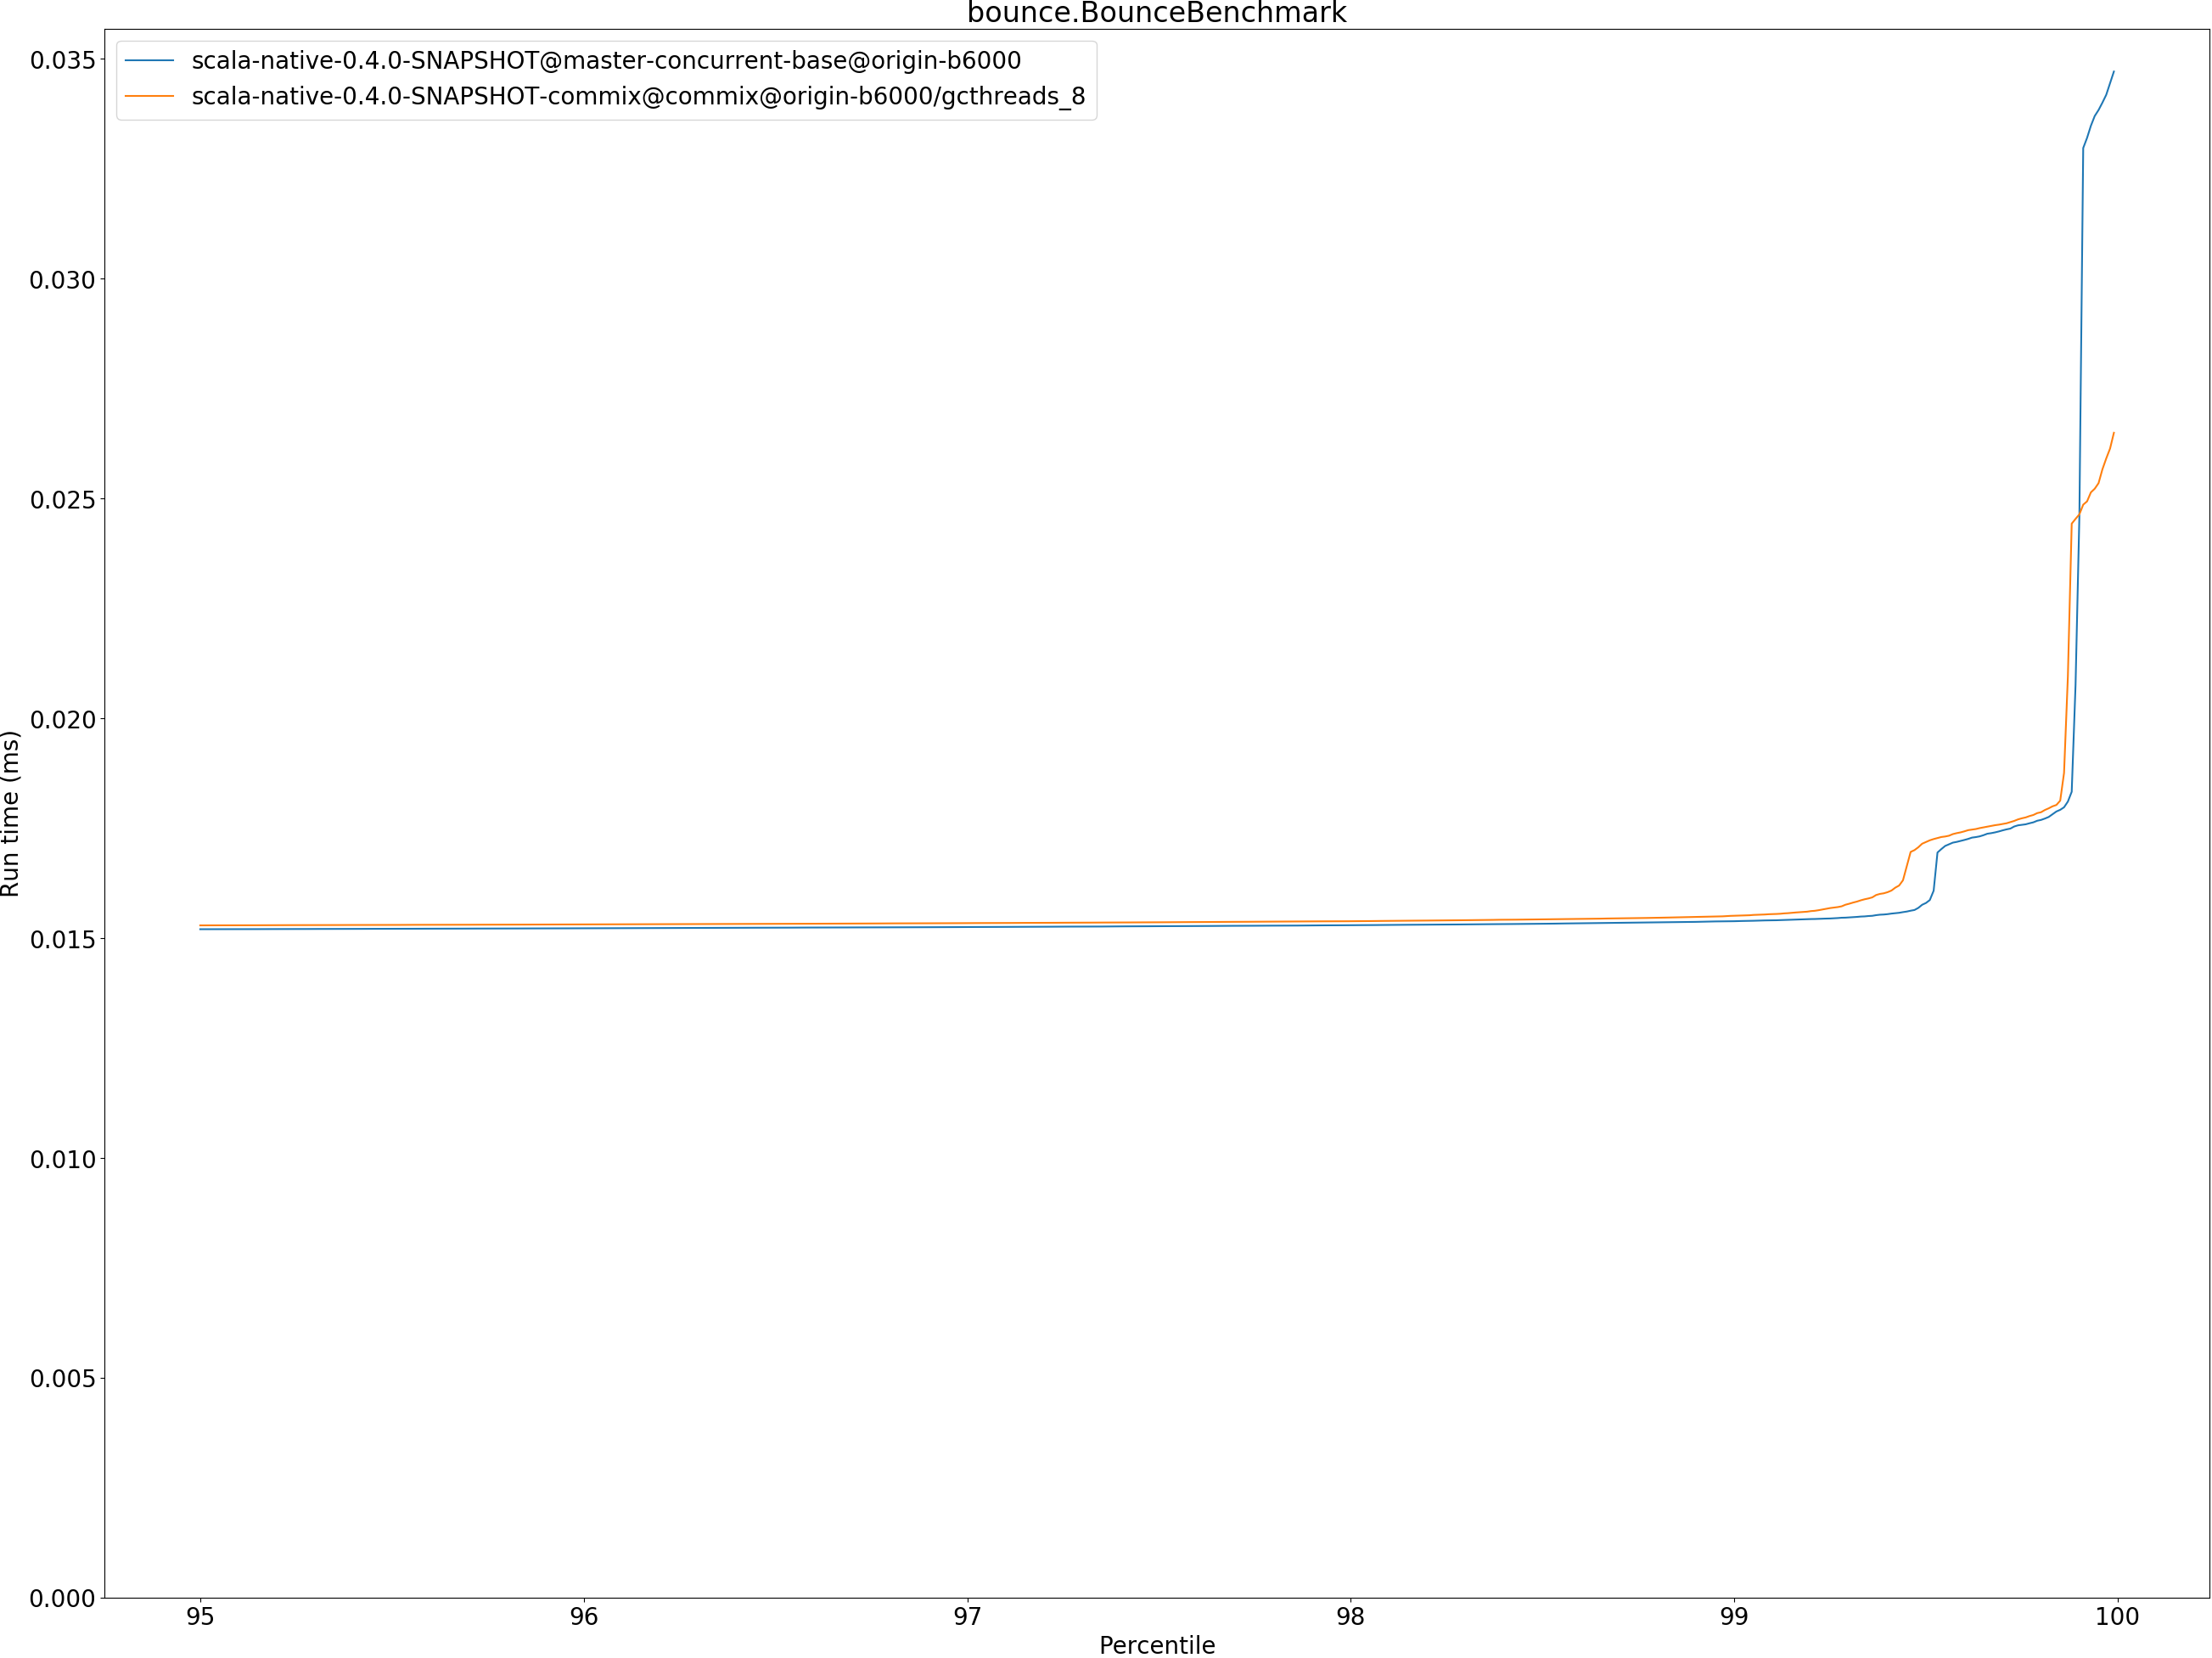 bounce.BounceBenchmark
scala-native-0.4.0-SNAPSHOT@master-concurrent-base@origin-b6000
scala-native-0.4.0-SNAPSHOT-commix@commix@origin-b6000/gcthreads_8
0.035
0.030
0.025
0.020
0.015
0.010
0.005
0.000
Run time (ms)
95 96 97 98 99 100
Percentile